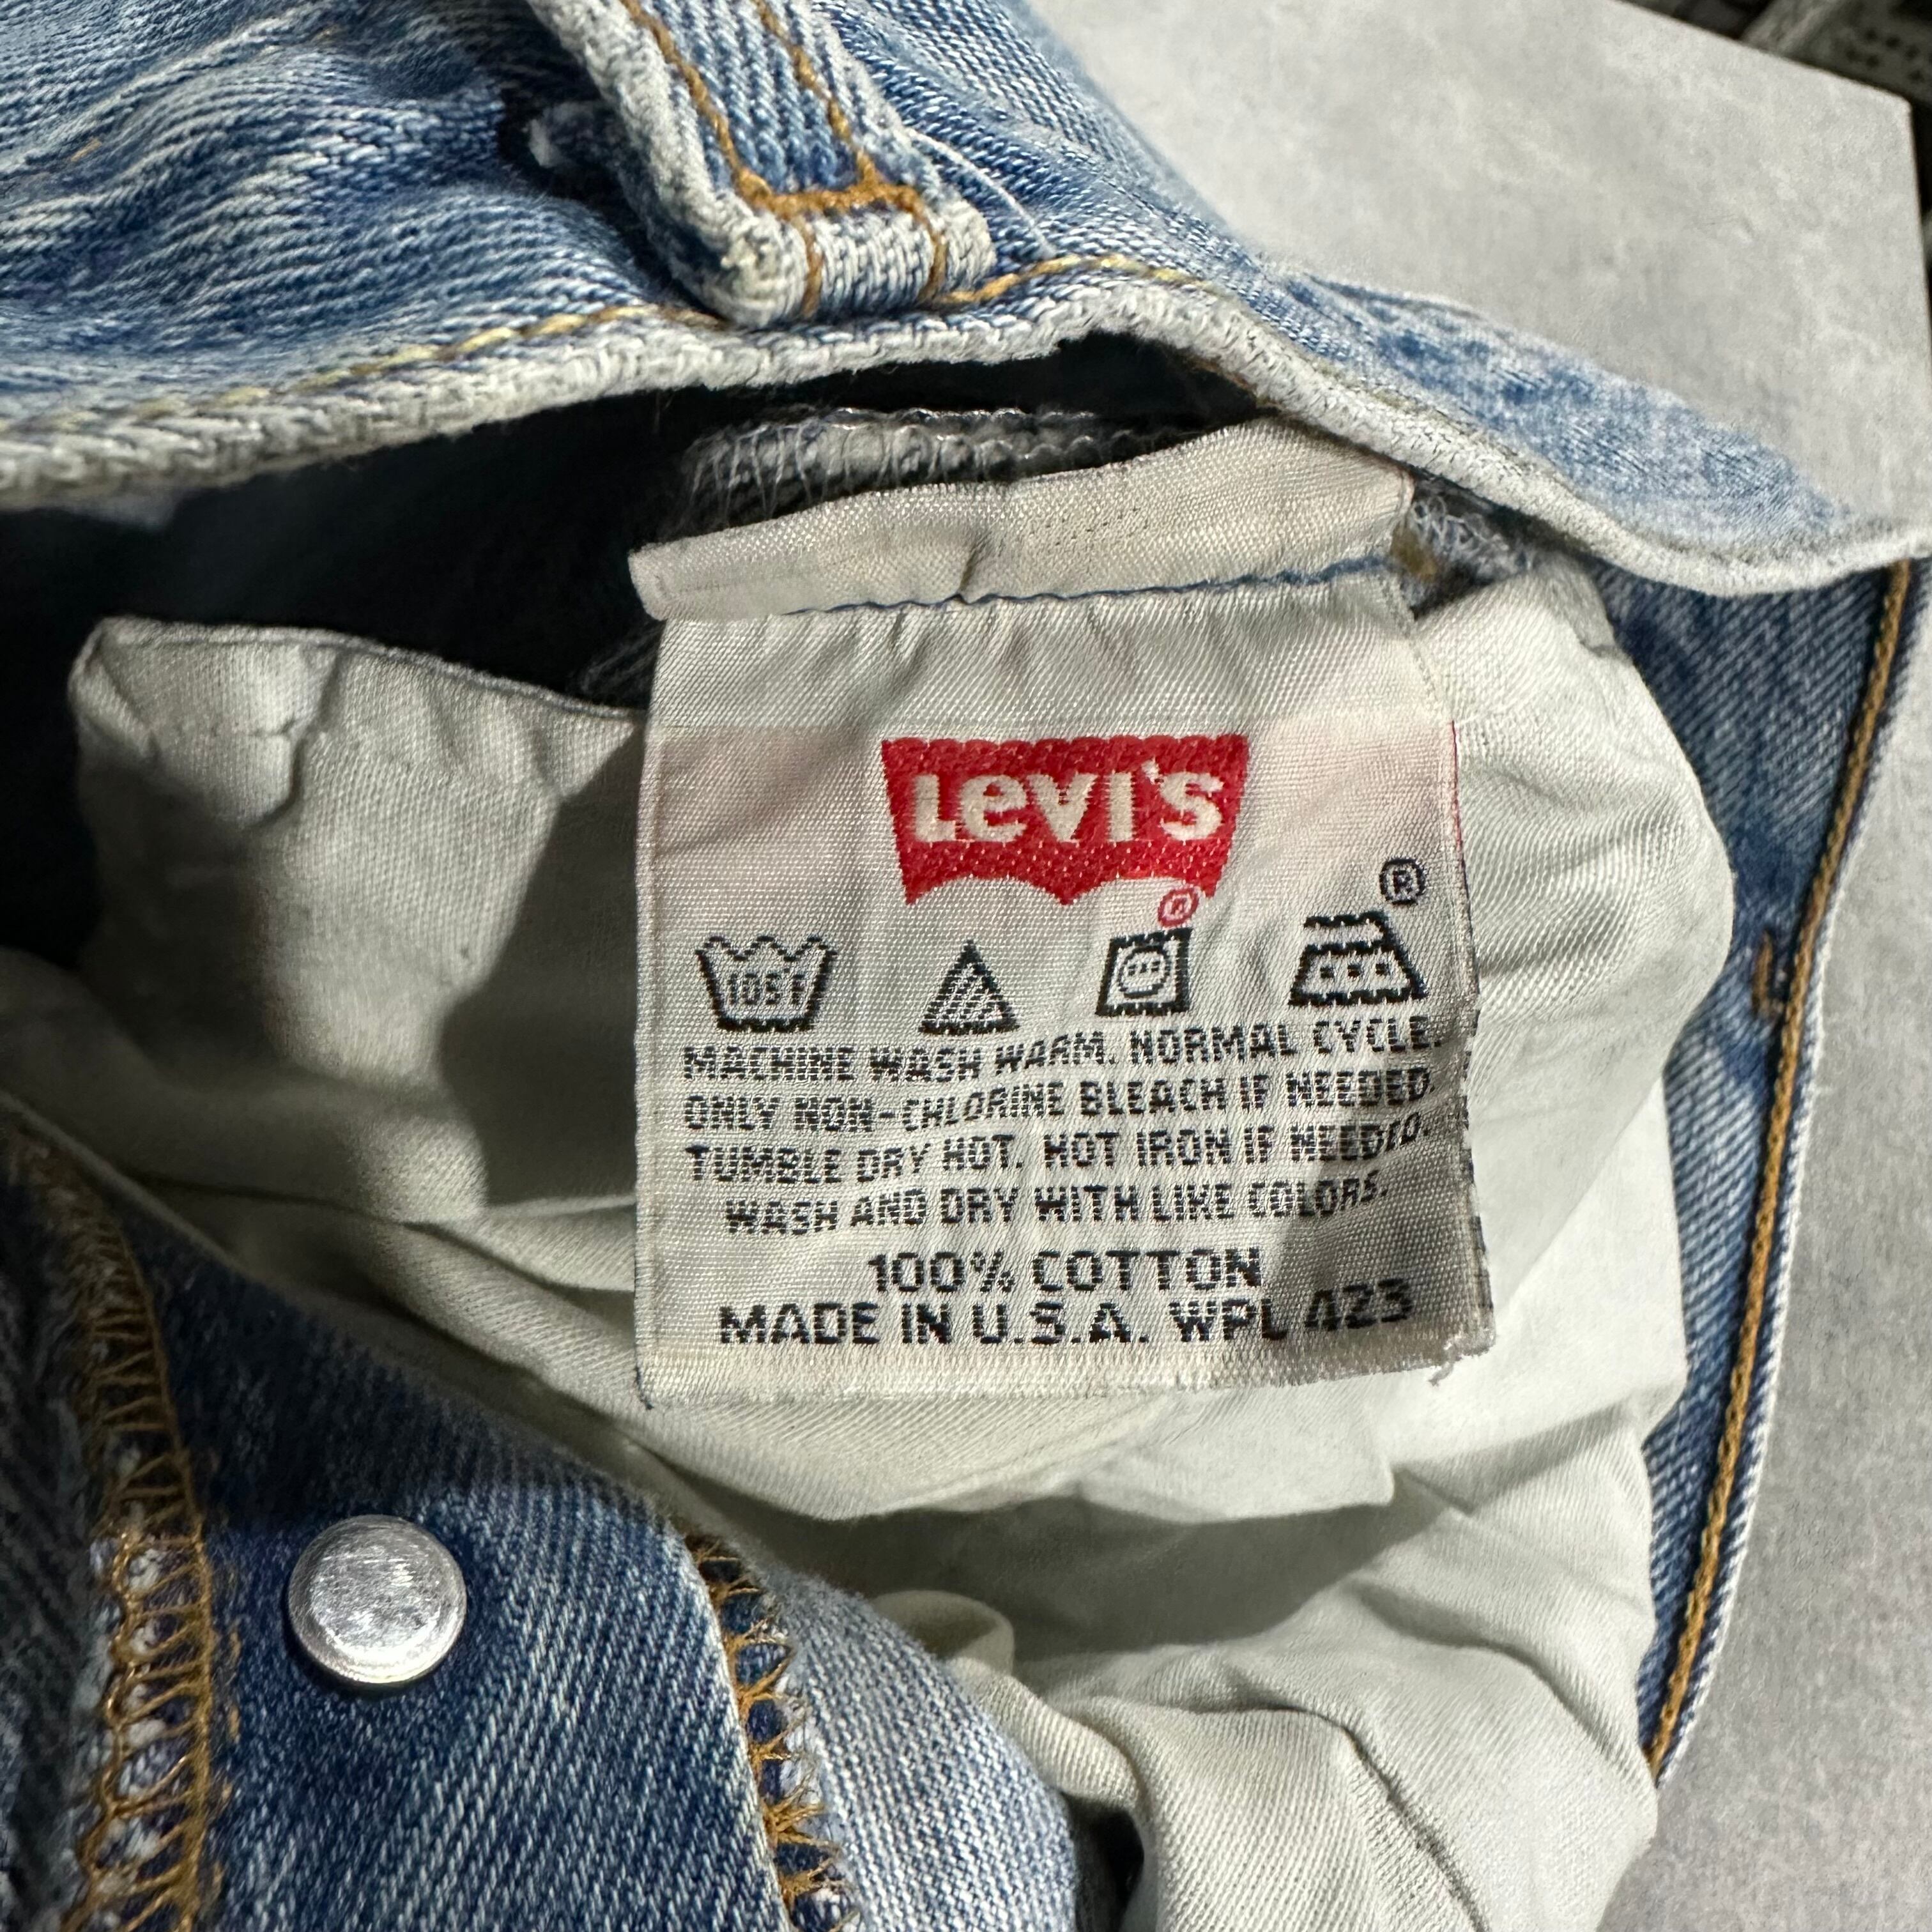 Levi's
®
®
105f
MACHINE WASH WARM. NORMAL CYCLE.
ONLY NON-CHLORINE BLEACH IF NEEDED.
TUMBLE DRY HOT. HOT IRON IF NEEDED.
WASH AND DRY WITH LIKE COLORS.
100% COTTON
MADE IN U.S.A. WPL 423